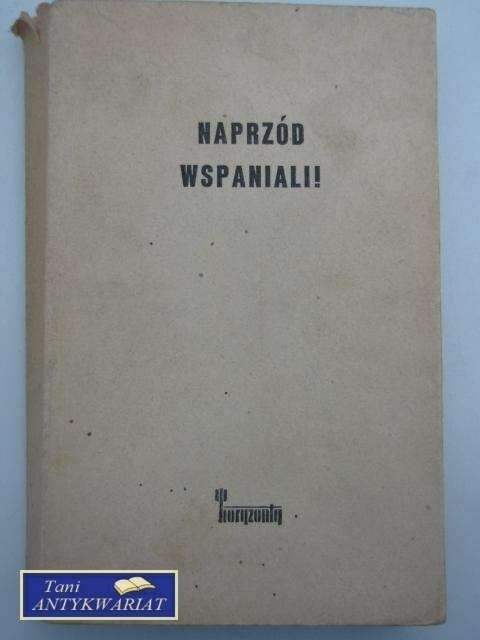 NAPRZÓD
WSPANIALI!
horyzonty
Tani
ANTYKWARIAT